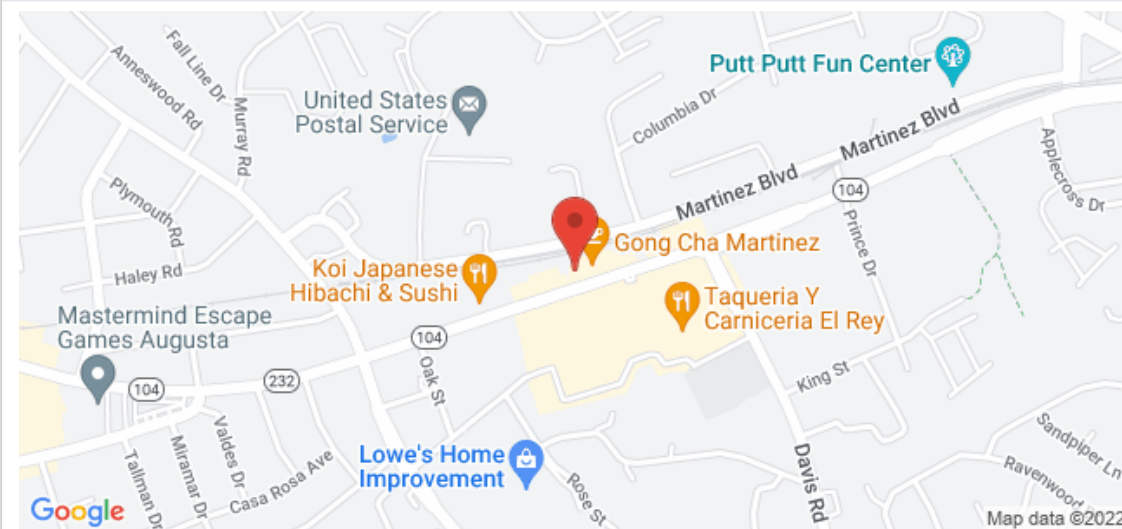 Fall Line Dr
Anneswood Rd
Murray Rd
United States
Postal Service
Columbia Dr
Putt Putt Fun Center
Martinez Blvd
Applecross Dr
Plymouth Rd
Martinez Blvd
104
Prince Dr
Haley Rd
Koi Japanese
Hibachi & Sushi
Gong Cha Martinez
Taqueria Y
Carniceria El Rey
Mastermind Escape
Games Augusta
104
232
104
Oak St
King St
Tallman Dr
Miramar Dr
Valdes Dr
Casa Rosa Ave
Lowe's Home
Improvement
Rose St
Davis Rd
Sandpiper Ln
Ravenwood
Google
Map data ©2022